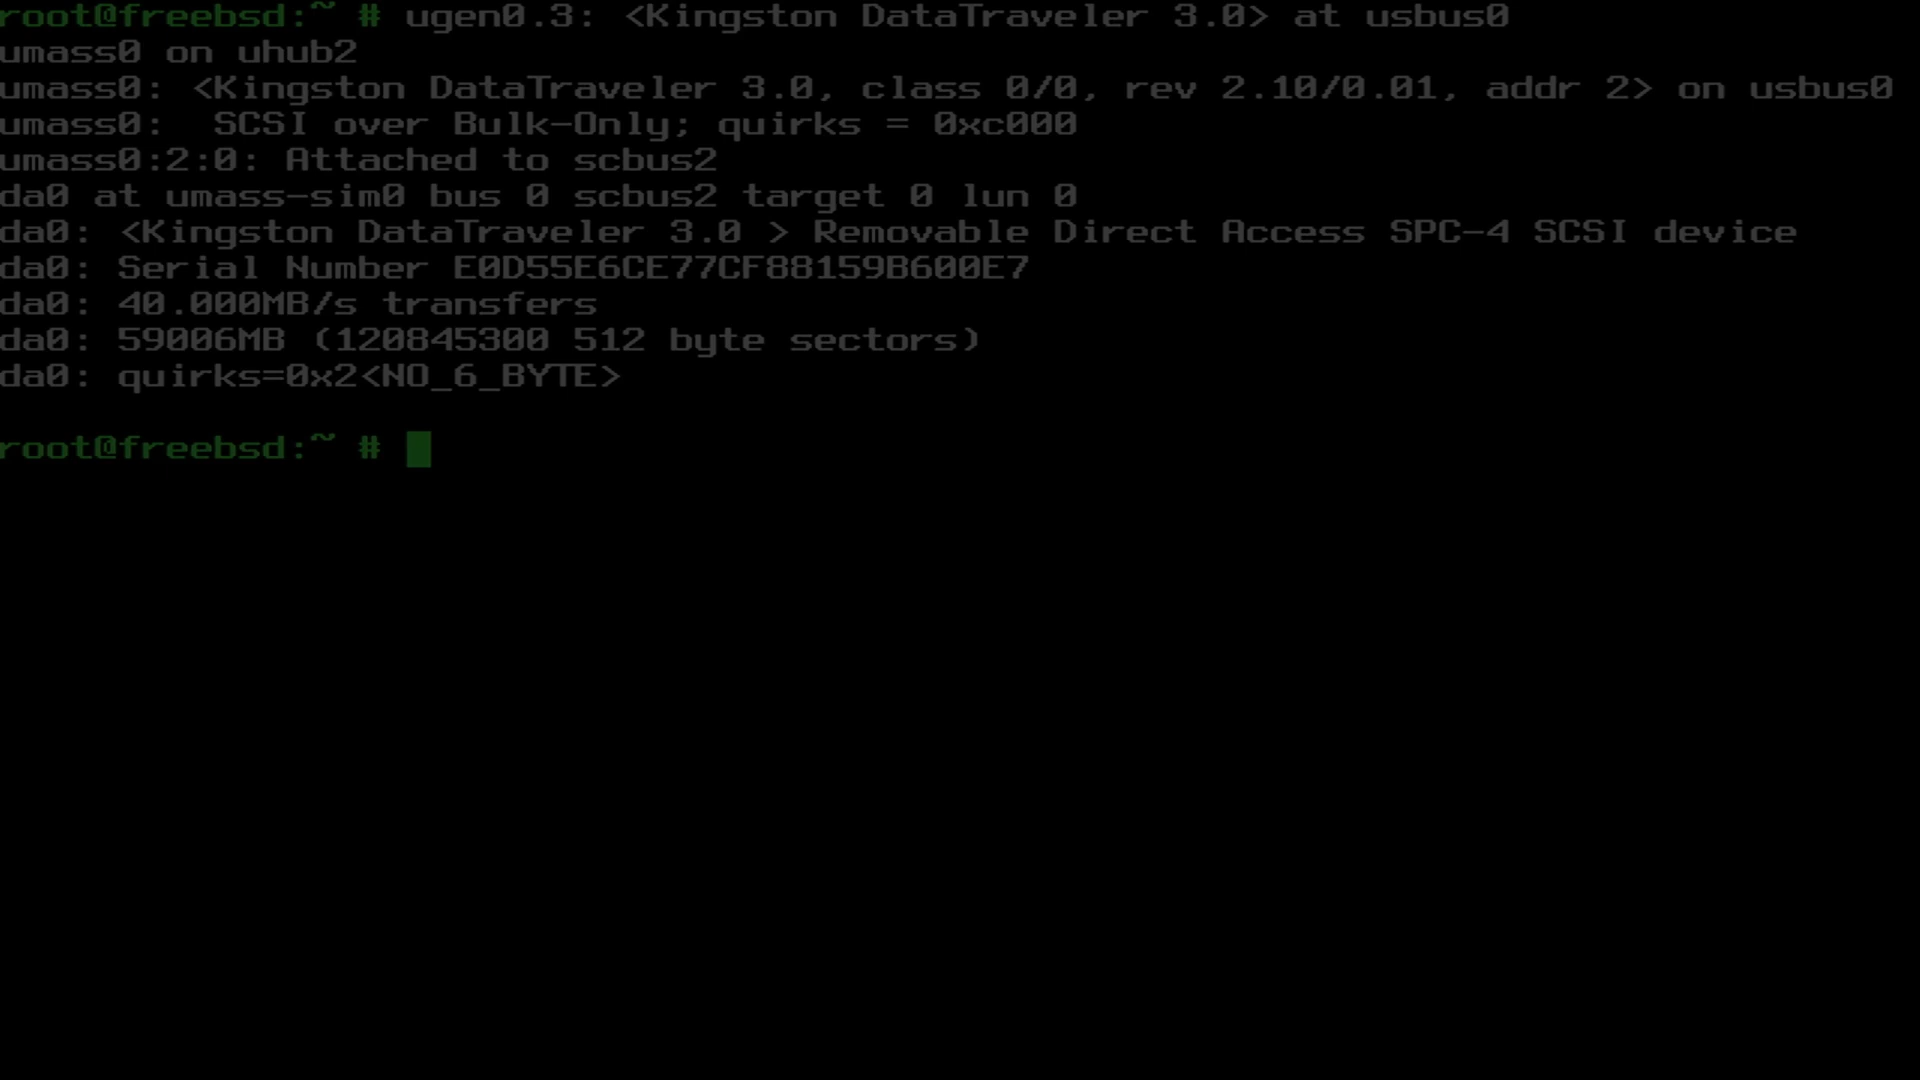 root@freebsd:~ # ugen0.3: <Kingston DataTraveler 3.0> at usbus0
umass0 on uhub2
umass0: <Kingston DataTraveler 3.0, class 0/0, rev 2.10/0.01, addr 2> on usbus0
umass0:  SCSI over Bulk-Only; quirks = 0xc000
umass0:2:0: Attached to scbus2
da0 at umass-sim0 bus 0 scbus2 target 0 lun 0
da0: <Kingston DataTraveler 3.0 > Removable Direct Access SPC-4 SCSI device
da0: Serial Number E0D55E6CE77CF88159B600E7
da0: 40.000MB/s transfers
da0: 59006MB (120845300 512 byte sectors)
da0: quirks=0x2<NO_6_BYTE>
root@freebsd:~ #